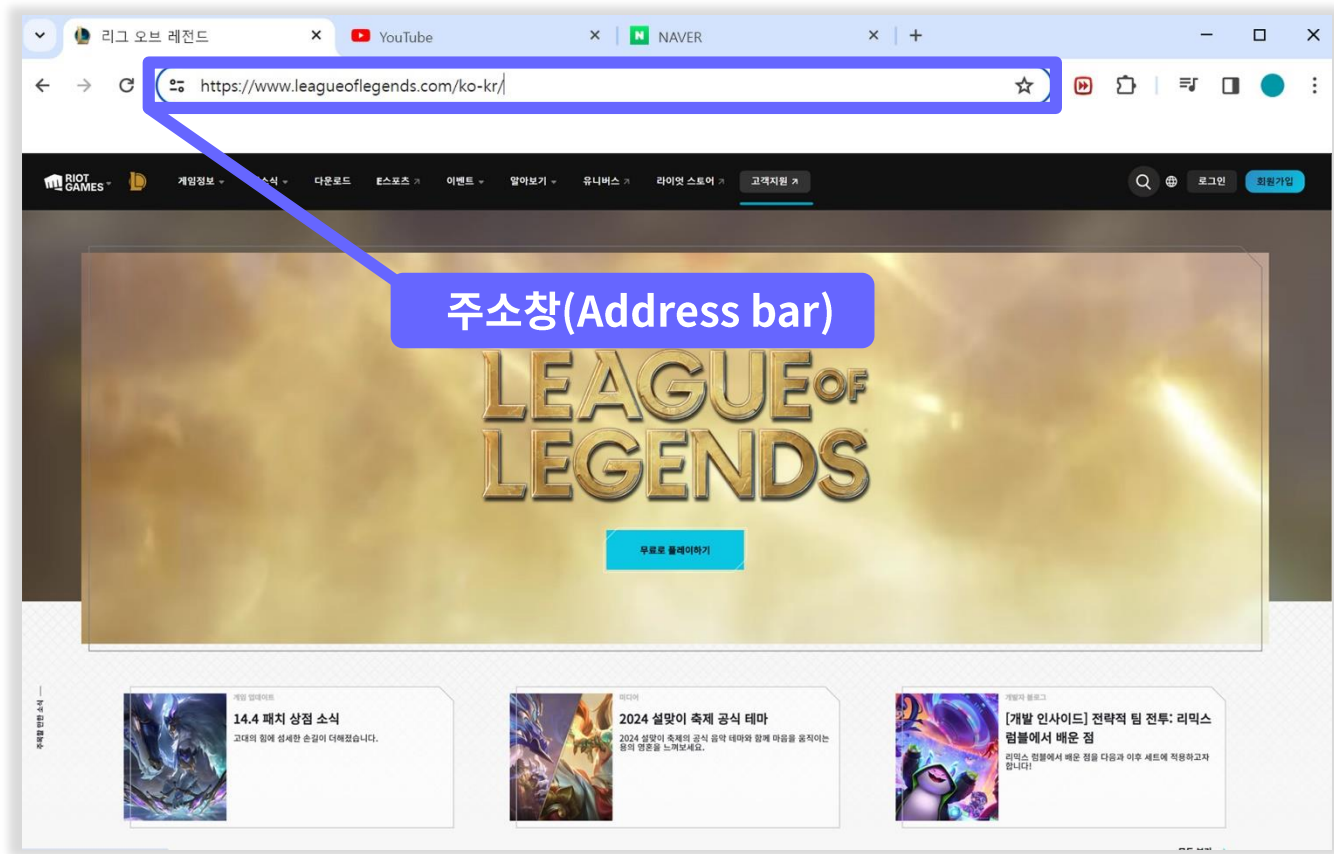 리그 오브 레전드
YouTube
NAVER
https://www.leagueoflegends.com/ko-kr/
RIOT GAMES
게임정보
소식
다운로드
E스포츠
이벤트
알아보기
유니버스
라이엇 스토어
고객지원
로그인
회원가입
주소창(Address bar)
LEAGUE OF
LEGENDS
무료로 플레이하기
주목할 만한 소식
게임 업데이트
14.4 패치 상점 소식
고대의 힘에 섬세한 손길이 더해졌습니다.
미디어
2024 설맞이 축제 공식 테마
2024 설맞이 축제의 공식 음악 테마와 함께 마음을 움직이는
용의 영혼을 느껴보세요.
개발자 블로그
[개발 인사이드] 전략적 팀 전투: 리믹스
럼블에서 배운 점
리믹스 럼블에서 배운 점을 다음과 이후 세트에 적용하고자
합니다!